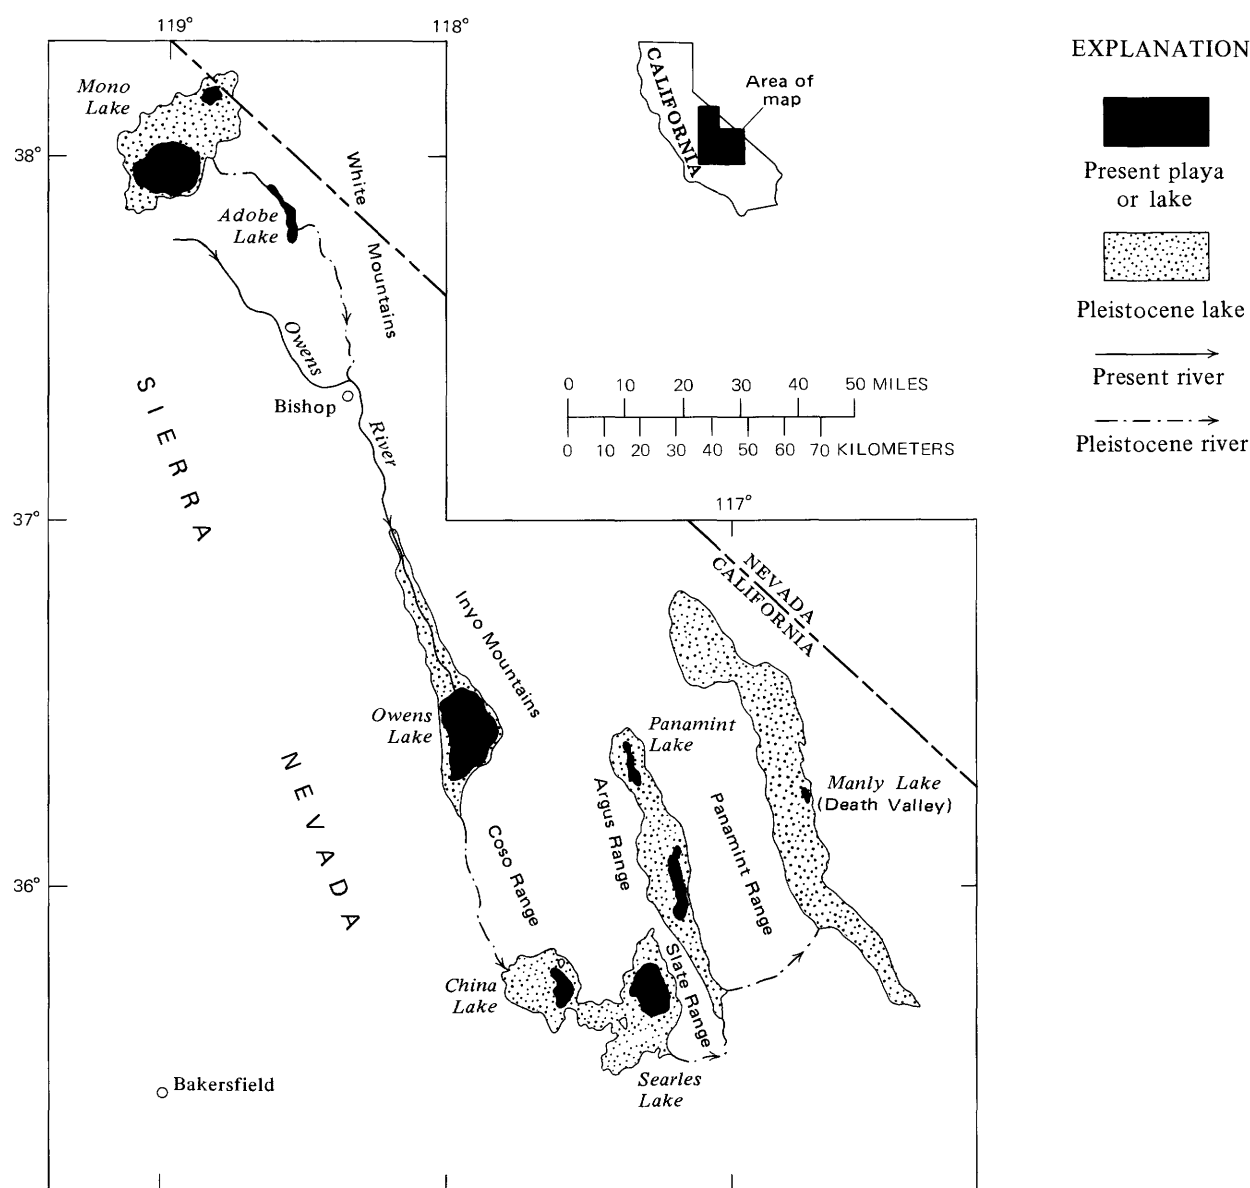 119°
118°
EXPLANATION
Mono
Lake
CALIFORNIA
Area of
map
38°
White
Mountains
Present playa
or lake
Adobe
Lake
Pleistocene lake
Owens
River
Present river
Bishop
0 10 20 30 40 50 MILES
0 10 20 30 40 50 60 70 KILOMETERS
Pleistocene river
SIERRA
NEVADA
37°
117°
NEVADA
CALIFORNIA
Inyo Mountains
Owens
Lake
Panamint
Lake
Manly Lake
(Death Valley)
Argus Range
Panamint Range
Coso Range
36°
Slate Range
China
Lake
Searles
Lake
Bakersfield